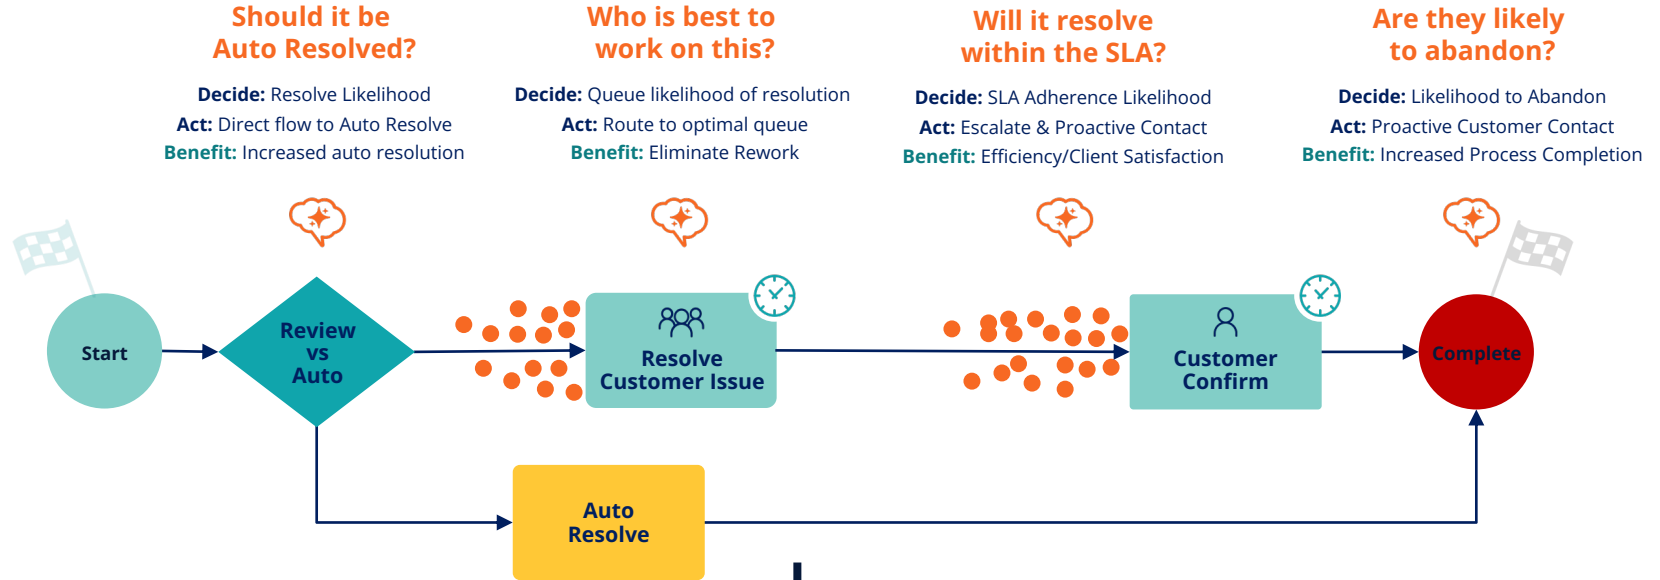 Should it be
Auto Resolved?
Decide: Resolve Likelihood
Act: Direct flow to Auto Resolve
Benefit: Increased auto resolution
Who is best to
work on this?
Decide: Queue likelihood of resolution
Act: Route to optimal queue
Benefit: Eliminate Rework
Will it resolve
within the SLA?
Decide: SLA Adherence Likelihood
Act: Escalate & Proactive Contact
Benefit: Efficiency/Client Satisfaction
Are they likely
to abandon?
Decide: Likelihood to Abandon
Act: Proactive Customer Contact
Benefit: Increased Process Completion
Start
Review
vs
Auto
Resolve
Customer Issue
Customer
Confirm
Complete
Auto
Resolve